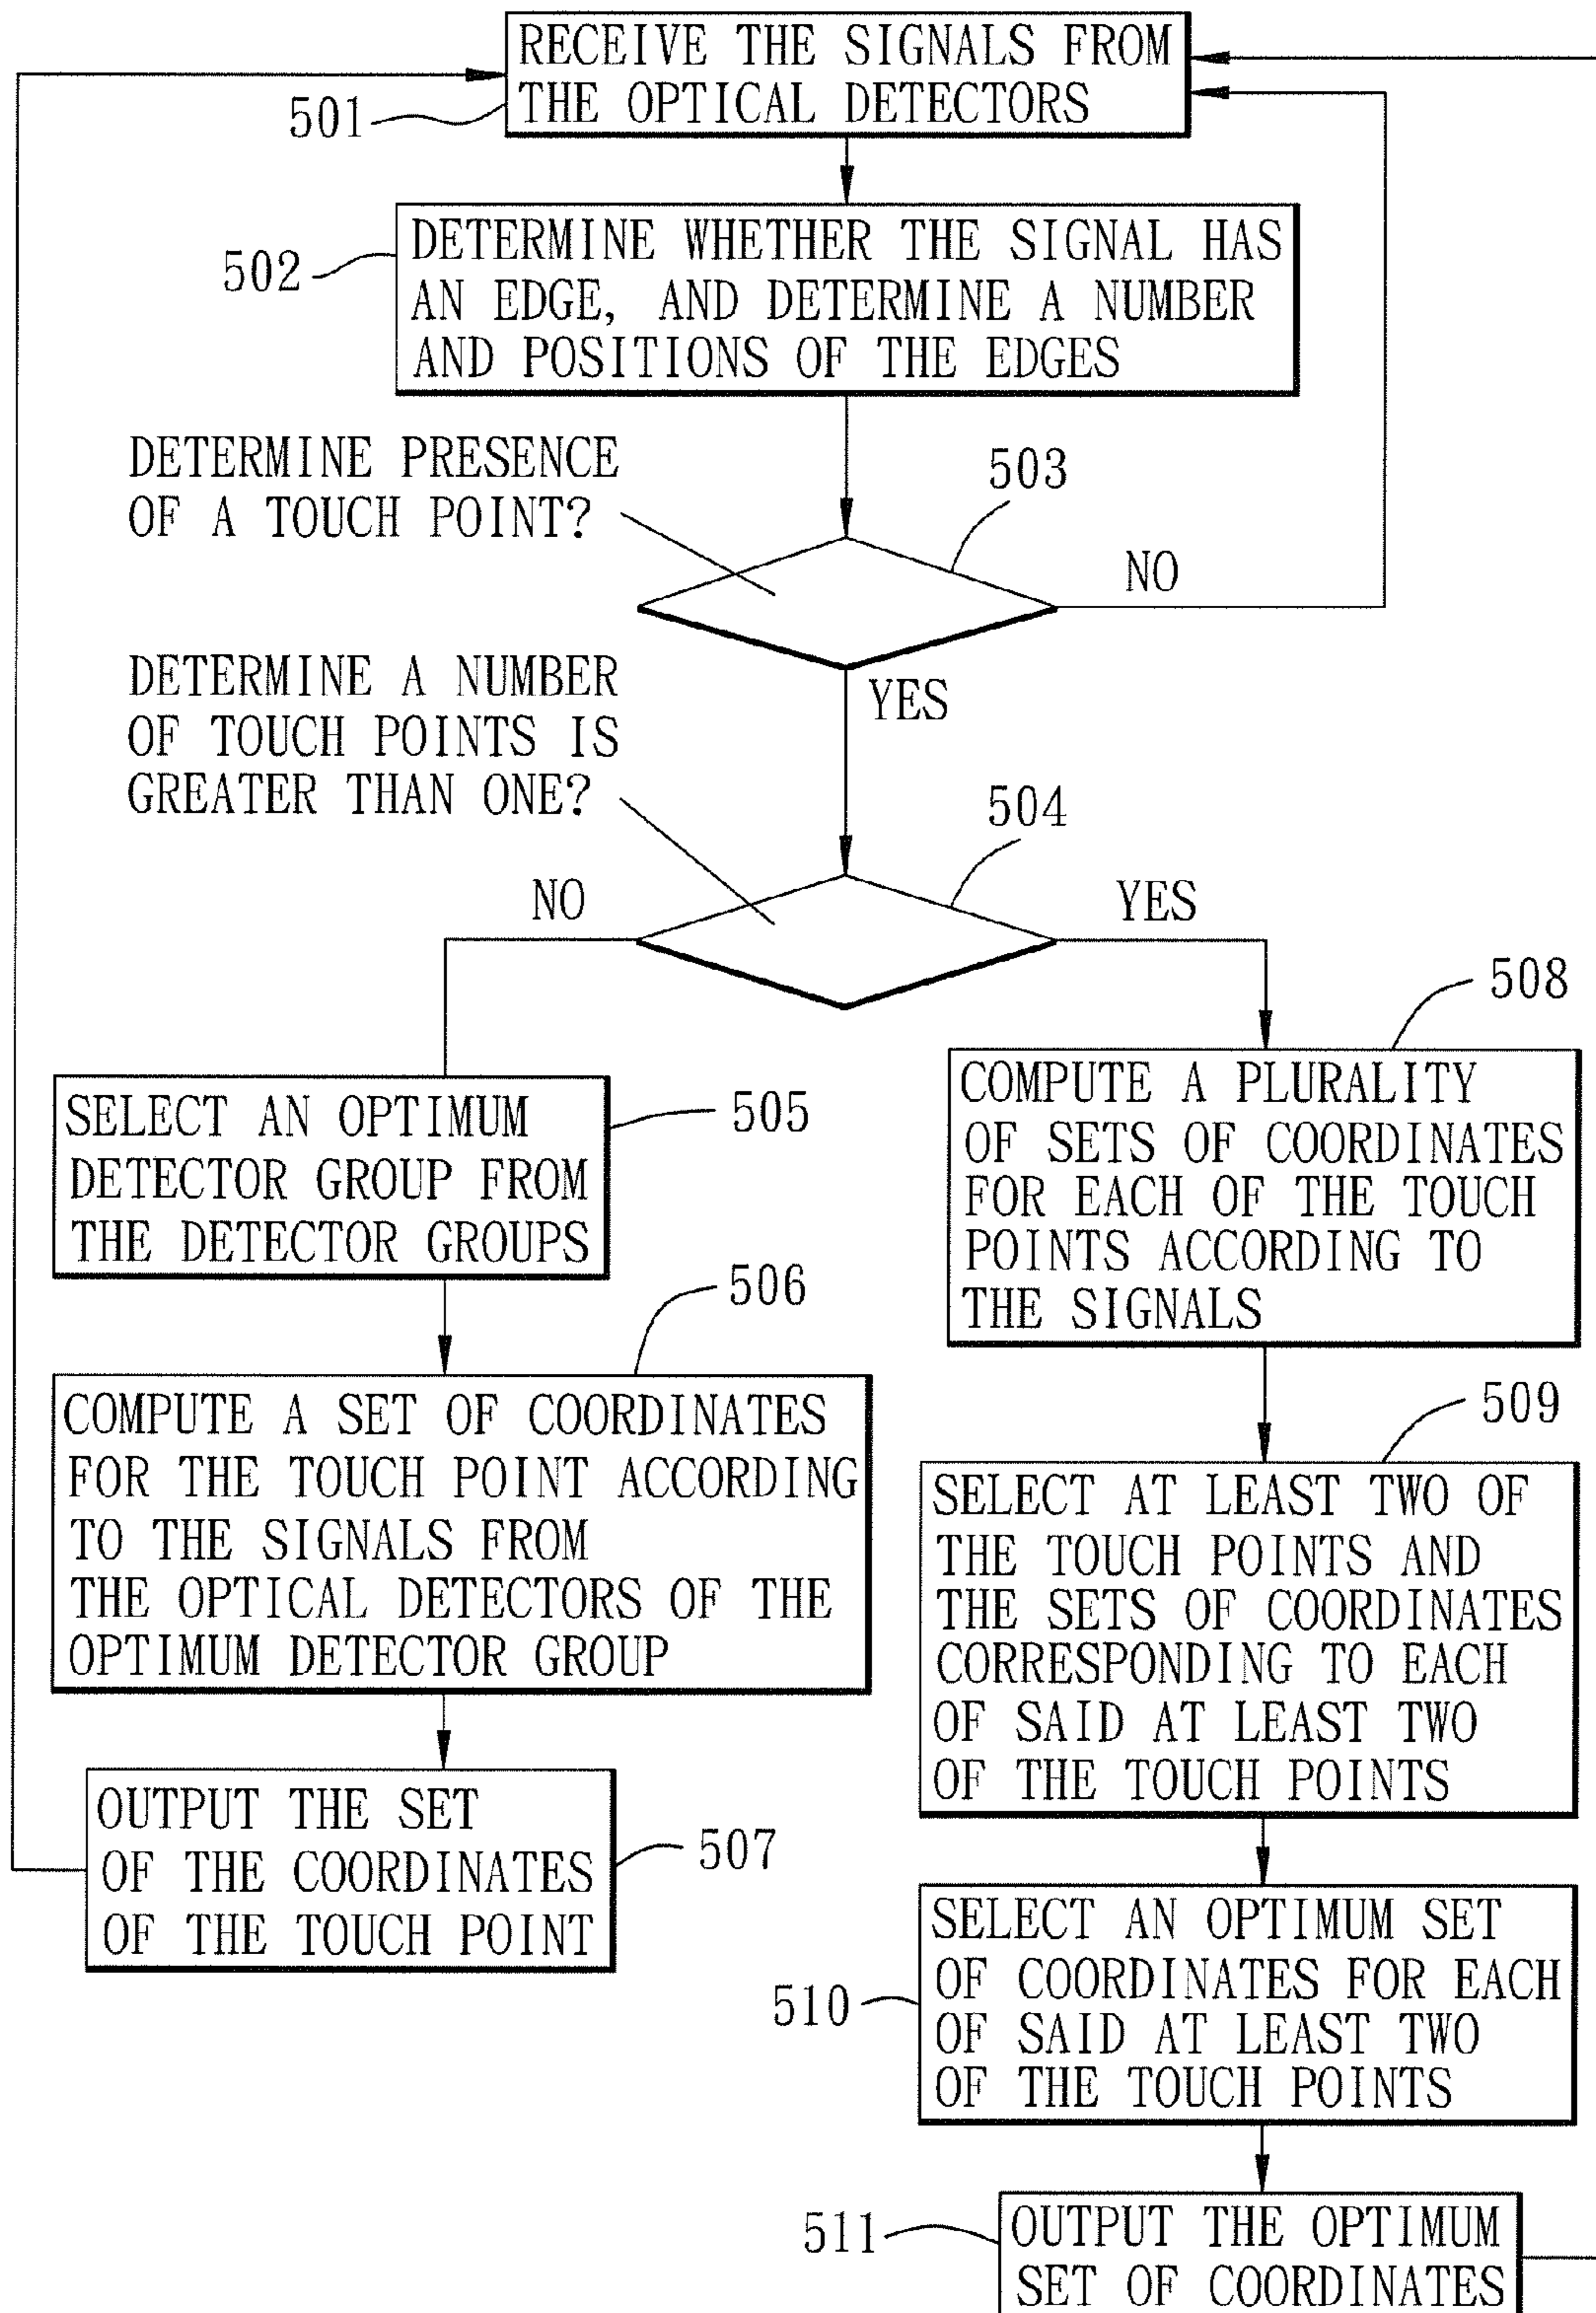 RECEIVE THE SIGNALS FROM
THE OPTICAL DETECTORS
501
DETERMINE WHETHER THE SIGNAL HAS
AN EDGE, AND DETERMINE A NUMBER
AND POSITIONS OF THE EDGES
502
DETERMINE PRESENCE
OF A TOUCH POINT?
503
NO
YES
DETERMINE A NUMBER
OF TOUCH POINTS IS
GREATER THAN ONE?
504
NO
YES
SELECT AN OPTIMUM
DETECTOR GROUP FROM
THE DETECTOR GROUPS
505
COMPUTE A SET OF COORDINATES
FOR THE TOUCH POINT ACCORDING
TO THE SIGNALS FROM
THE OPTICAL DETECTORS OF THE
OPTIMUM DETECTOR GROUP
506
OUTPUT THE SET
OF THE COORDINATES
OF THE TOUCH POINT
507
508
COMPUTE A PLURALITY
OF SETS OF COORDINATES
FOR EACH OF THE TOUCH
POINTS ACCORDING TO
THE SIGNALS
509
SELECT AT LEAST TWO OF
THE TOUCH POINTS AND
THE SETS OF COORDINATES
CORRESPONDING TO EACH
OF SAID AT LEAST TWO
OF THE TOUCH POINTS
SELECT AN OPTIMUM SET
OF COORDINATES FOR EACH
OF SAID AT LEAST TWO
OF THE TOUCH POINTS
510
OUTPUT THE OPTIMUM
SET OF COORDINATES
511